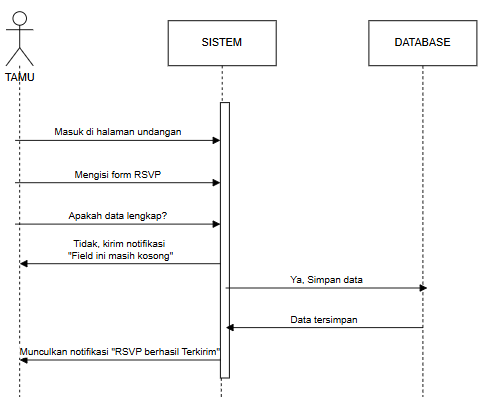 SISTEM
DATABASE
TAMU
Masuk di halaman undangan
Mengisi form RSVP
Apakah data lengkap?
Tidak, kirim notifikasi
"Field ini masih kosong"
Ya, Simpan data
Data tersimpan
Munculkan notifikasi "RSVP berhasil Terkirim"